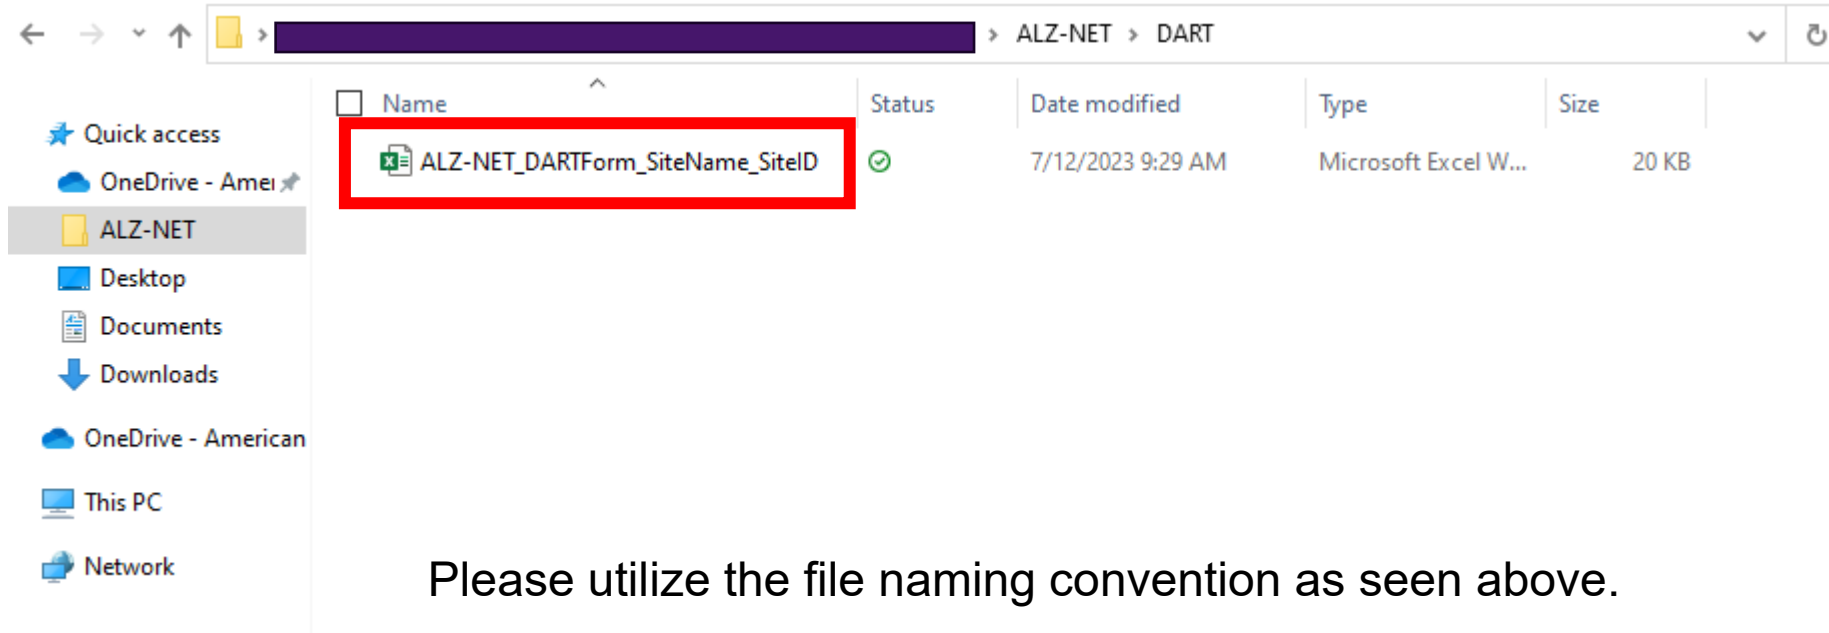 ALZ-NET > DART
Name Status Date modified Type Size
Quick access
ALZ-NET_DARTForm_SiteName_SiteID 7/12/2023 9:29 AM Microsoft Excel W... 20 KB
OneDrive - Amer
ALZ-NET
Desktop
Documents
Downloads
OneDrive - American
This PC
Network
Please utilize the file naming convention as seen above.